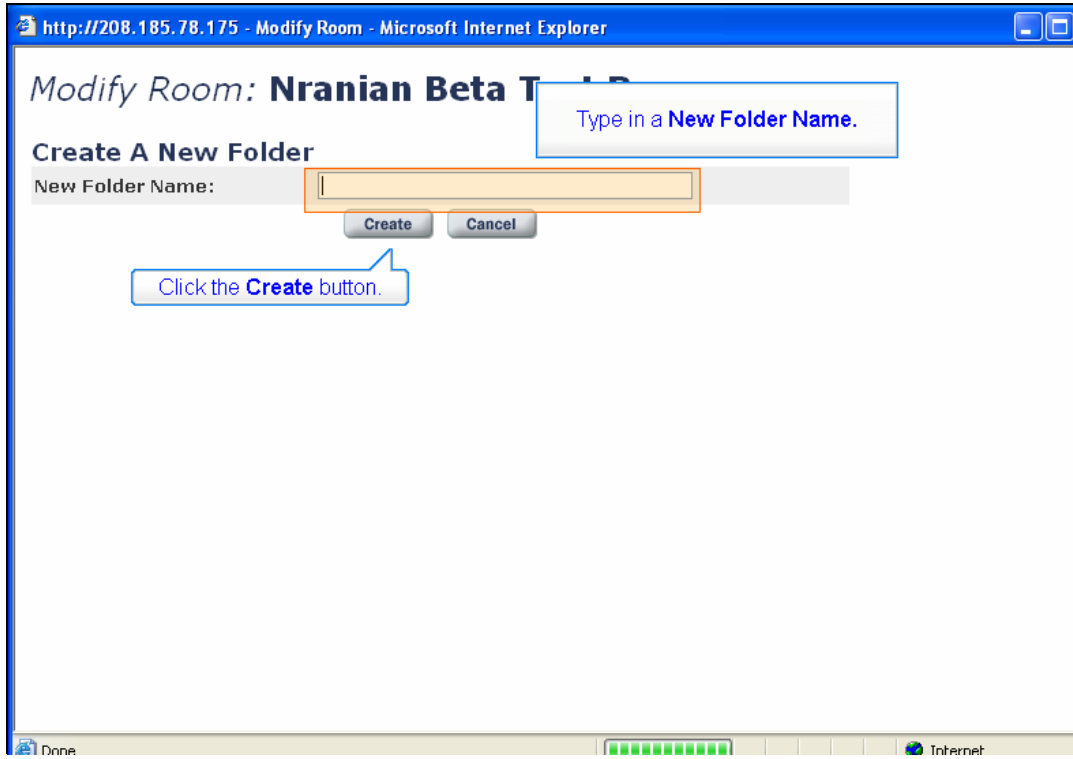 http://208.185.78.175 - Modify Room - Microsoft Internet Explorer
Modify Room: Nranian Beta
Type in a New Folder Name.
Create A New Folder
New Folder Name:
Create Cancel
Click the Create button.
Done Internet